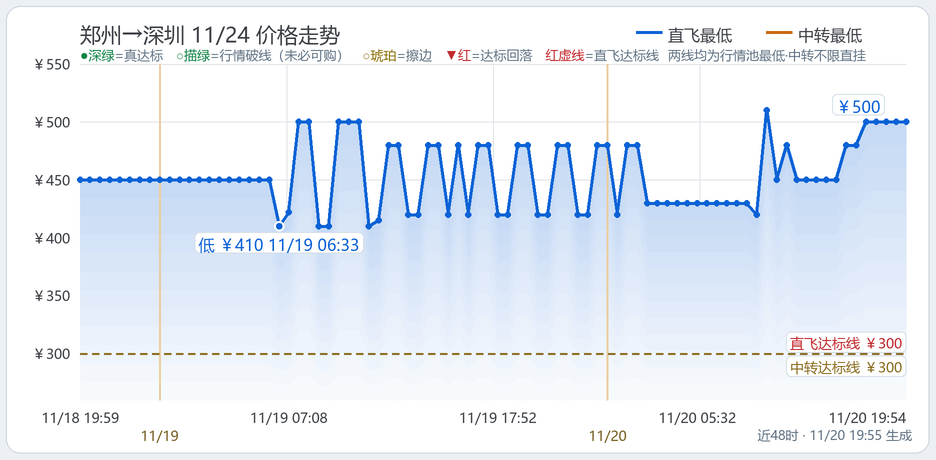 郑州→深圳 11/24 价格走势
直飞最低 中转最低
●深绿=真达标 ○描绿=行情破线（未必可购） ○琥珀=擦边 ▼红=达标回落 红虚线=直飞达标线 两线均为行情池最低·中转不限直挂
¥550
¥500
¥500
¥450
¥400
低 ¥410 11/19 06:33
¥350
¥300
直飞达标线 ¥300
中转达标线 ¥300
11/18 19:59 11/19 07:08 11/19 17:52 11/20 05:32 11/20 19:54
11/19 11/20
近48时 · 11/20 19:55 生成